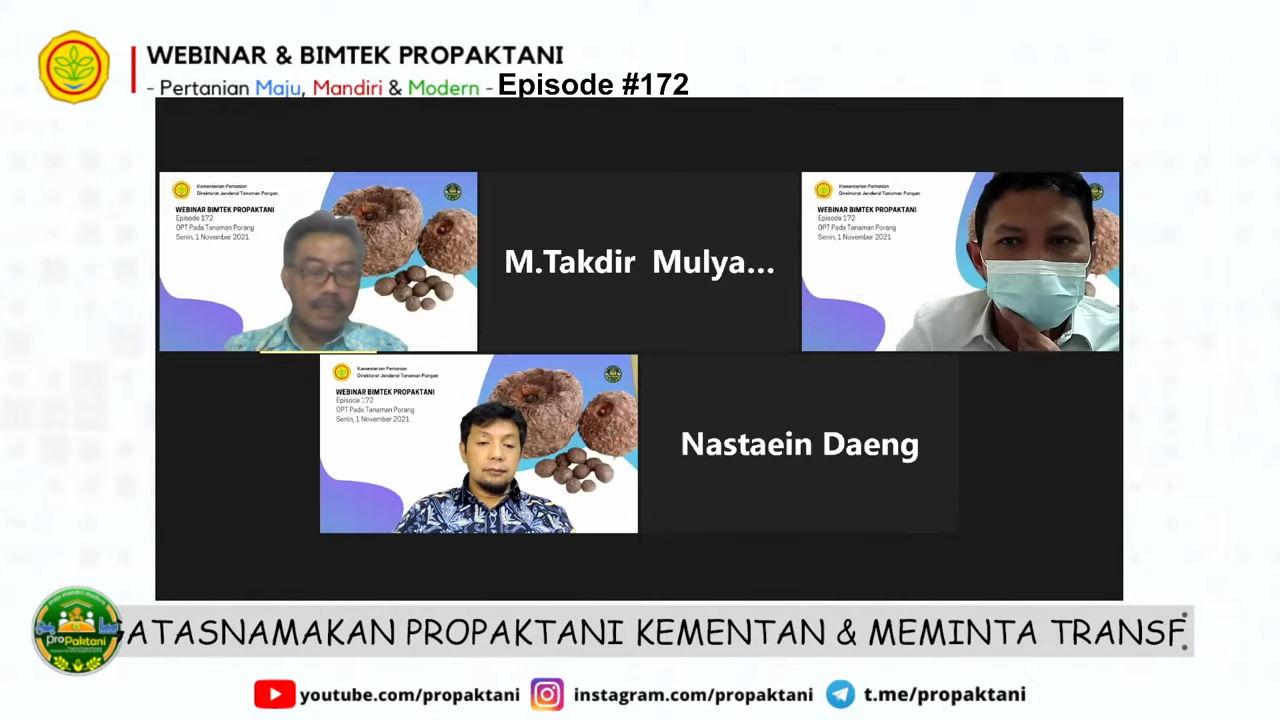 WEBINAR & BIMTEK PROPAKTANI
- Pertanian Maju, Mandiri & Modern - Episode #172
Kementerian Pertanian
Direktorat Jenderal Tanaman Pangan
WEBINAR BIMTEK PROPAKTANI
Episode 172
OPT Pada Tanaman Porang
Senin, 1 November 2021
M.Takdir Mulya...
Kementerian Pertanian
Direktorat Jenderal Tanaman Pangan
WEBINAR BIMTEK PROPAKTANI
Episode 172
OPT Pada Tanaman Porang
Senin, 1 November 2021
Kementerian Pertanian
Direktorat Jenderal Tanaman Pangan
WEBINAR BIMTEK PROPAKTANI
Episode 172
OPT Pada Tanaman Porang
Senin, 1 November 2021
Nastaein Daeng
proPaktani
GATASNAMAKAN PROPAKTANI KEMENTAN & MEMINTA TRANSF
youtube.com/propaktani
instagram.com/propaktani
t.me/propaktani